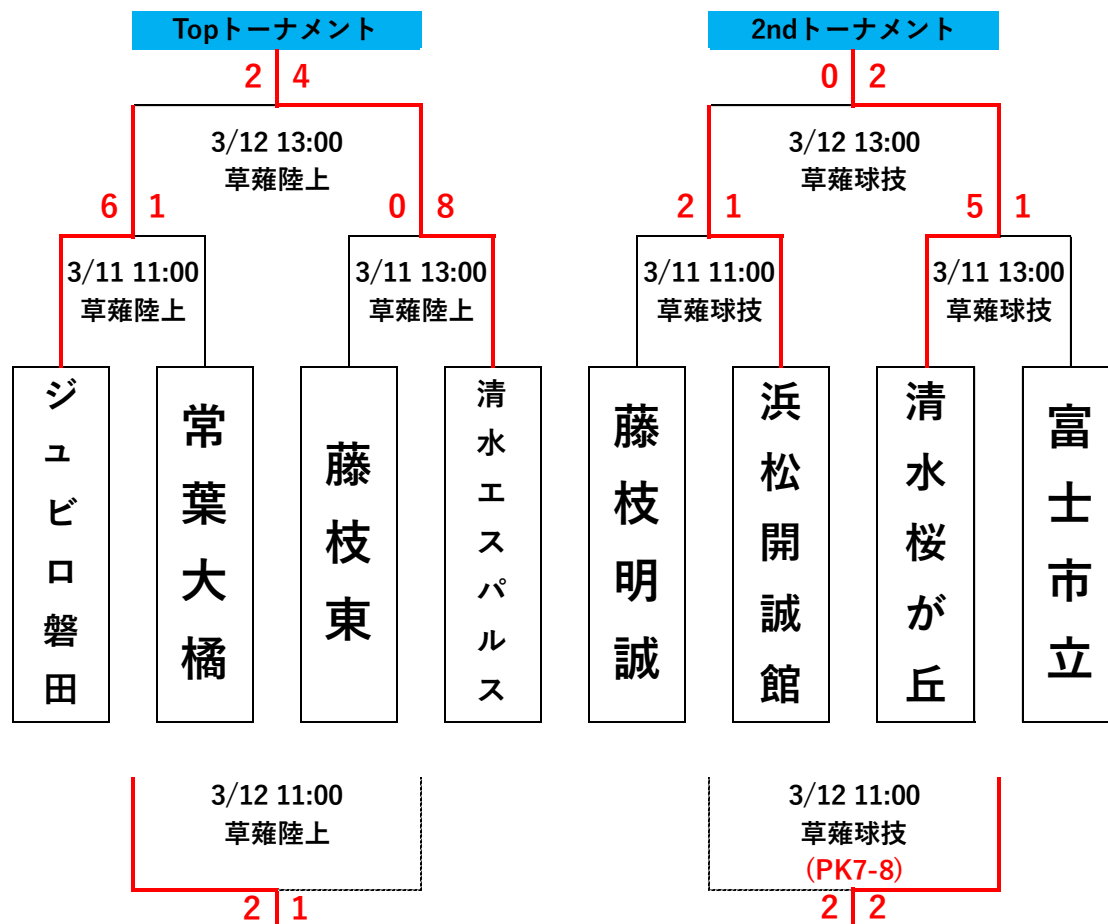 Topトーナメント
2 4
3/12 13:00
草薙陸上
6 1
0 8
3/11 11:00
草薙陸上
3/11 13:00
草薙陸上
ジュビロ磐田
常葉大橘
藤枝東
清水エスパルス
3/12 11:00
草薙陸上
2 1
2ndトーナメント
0 2
3/12 13:00
草薙球技
2 1
5 1
3/11 11:00
草薙球技
3/11 13:00
草薙球技
藤枝明誠
浜松開誠館
清水桜が丘
富士市立
3/12 11:00
草薙球技
(PK7-8)
2 2